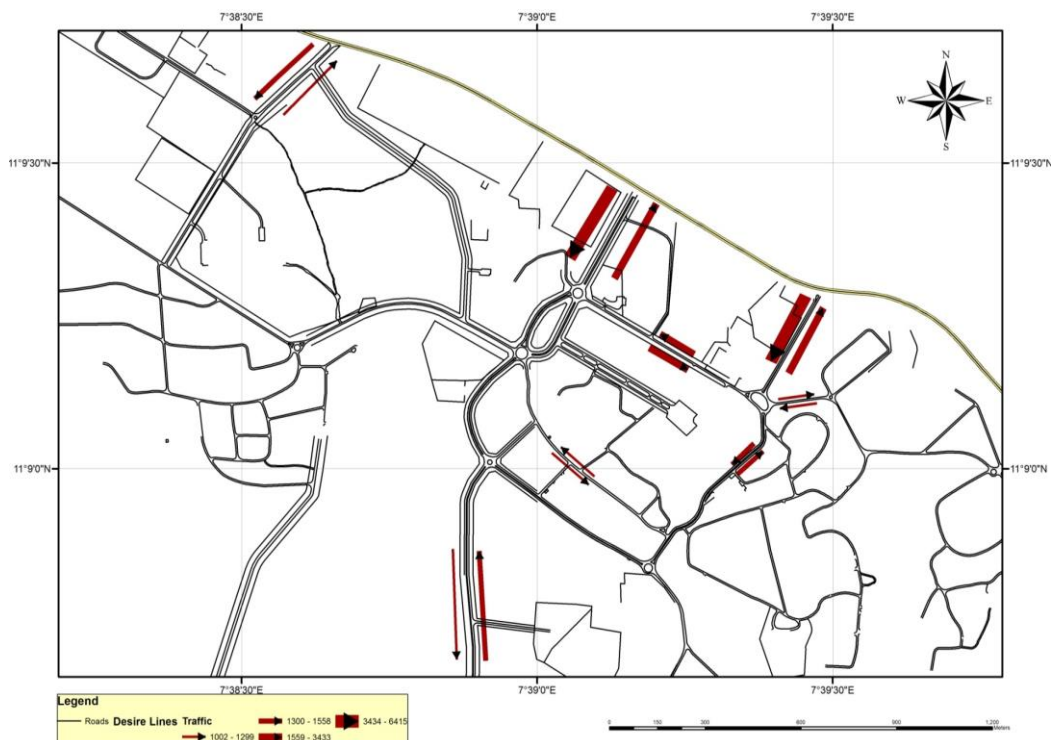 7°38'30"E 7°39'0"E 7°39'30"E
N
W E
S
11°9'30"N 11°9'30"N
11°9'0"N 11°9'0"N
7°38'30"E 7°39'0"E 7°39'30"E
Legend
Roads Desire Lines Traffic 1300 - 1558 3434 - 6415
1002 - 1299 1559 - 3433
0 150 300 600 900 1,200
Meters